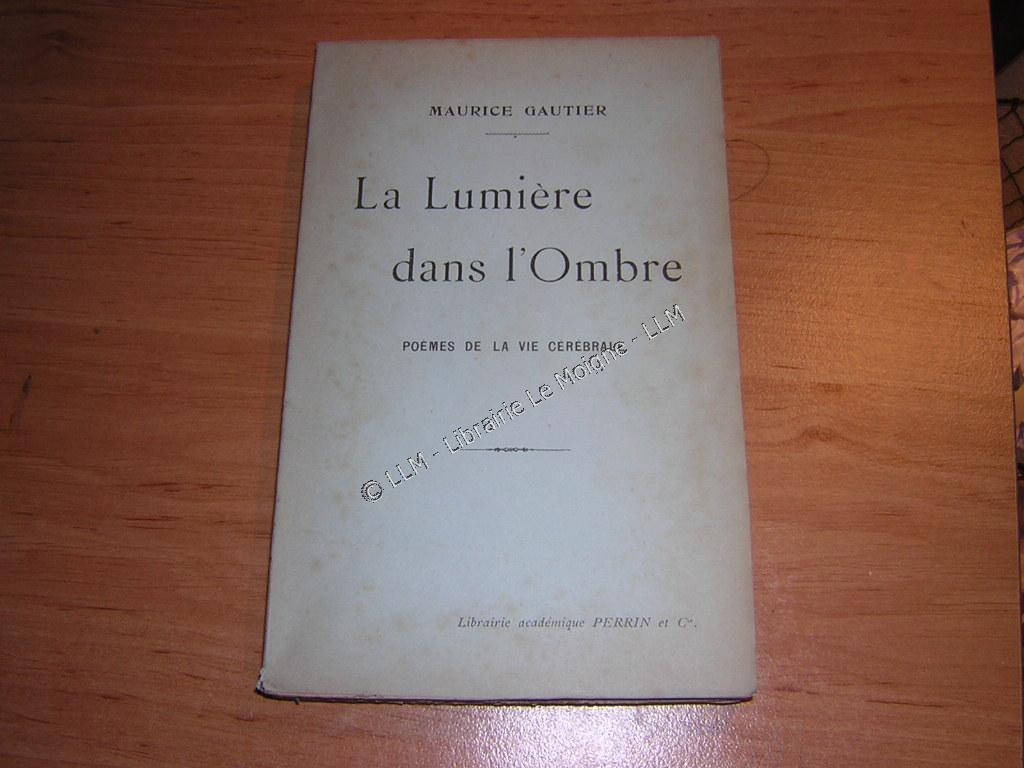 MAURICE GAUTIER
La Lumière
dans l'Ombre
POÈMES DE LA VIE CÉRÉBRALE
© LLM - Librairie Le Moigne - LLM
Librairie académique PERRIN et Cie.